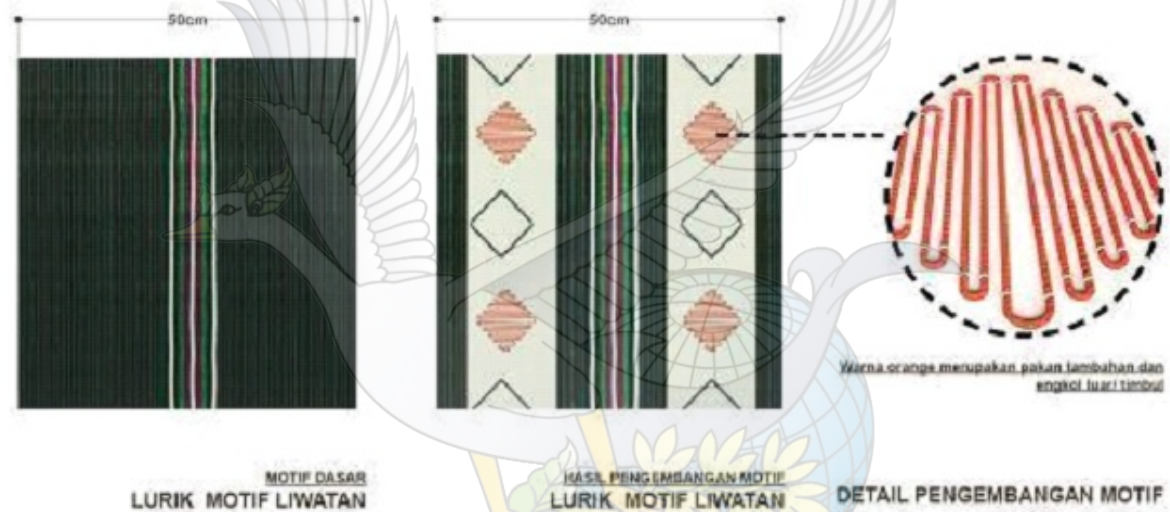 50cm
50cm
Warna orange merupakan pakan tambahan dan
engkol luar/ timbul
MOTIF DASAR
LURIK MOTIF LIWATAN
HASIL PENGEMBANGAN MOTIF
LURIK MOTIF LIWATAN
DETAIL PENGEMBANGAN MOTIF